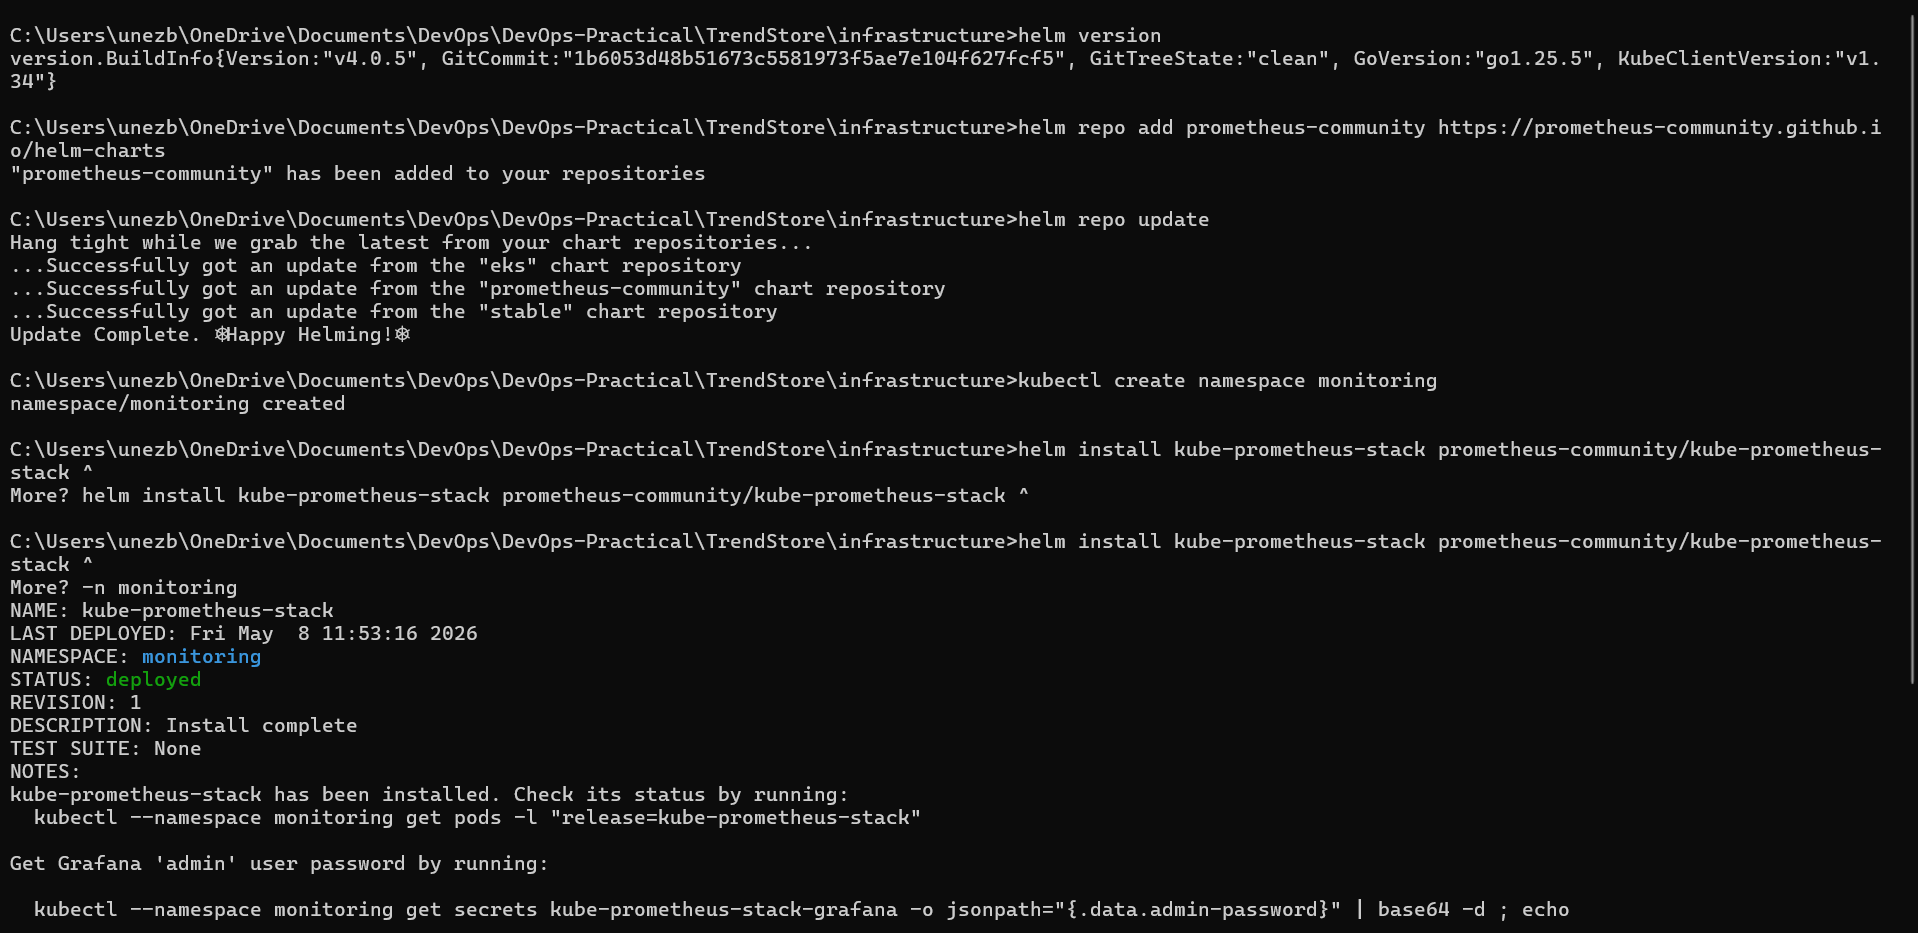 C:\Users\unezb\OneDrive\Documents\DevOps\DevOps-Practical\TrendStore\infrastructure>helm version
version.BuildInfo{Version:"v4.0.5", GitCommit:"1b6053d48b51673c5581973f5ae7e104f627fcf5", GitTreeState:"clean", GoVersion:"go1.25.5", KubeClientVersion:"v1.
34"}
C:\Users\unezb\OneDrive\Documents\DevOps\DevOps-Practical\TrendStore\infrastructure>helm repo add prometheus-community https://prometheus-community.github.i
o/helm-charts
"prometheus-community" has been added to your repositories
C:\Users\unezb\OneDrive\Documents\DevOps\DevOps-Practical\TrendStore\infrastructure>helm repo update
Hang tight while we grab the latest from your chart repositories...
...Successfully got an update from the "eks" chart repository
...Successfully got an update from the "prometheus-community" chart repository
...Successfully got an update from the "stable" chart repository
Update Complete. ⎈Happy Helming!⎈
C:\Users\unezb\OneDrive\Documents\DevOps\DevOps-Practical\TrendStore\infrastructure>kubectl create namespace monitoring
namespace/monitoring created
C:\Users\unezb\OneDrive\Documents\DevOps\DevOps-Practical\TrendStore\infrastructure>helm install kube-prometheus-stack prometheus-community/kube-prometheus-
stack ^
More? helm install kube-prometheus-stack prometheus-community/kube-prometheus-stack ^
C:\Users\unezb\OneDrive\Documents\DevOps\DevOps-Practical\TrendStore\infrastructure>helm install kube-prometheus-stack prometheus-community/kube-prometheus-
stack ^
More? -n monitoring
NAME: kube-prometheus-stack
LAST DEPLOYED: Fri May  8 11:53:16 2026
NAMESPACE: monitoring
STATUS: deployed
REVISION: 1
DESCRIPTION: Install complete
TEST SUITE: None
NOTES:
kube-prometheus-stack has been installed. Check its status by running:
  kubectl --namespace monitoring get pods -l "release=kube-prometheus-stack"
Get Grafana 'admin' user password by running:
  kubectl --namespace monitoring get secrets kube-prometheus-stack-grafana -o jsonpath="{.data.admin-password}" | base64 -d ; echo